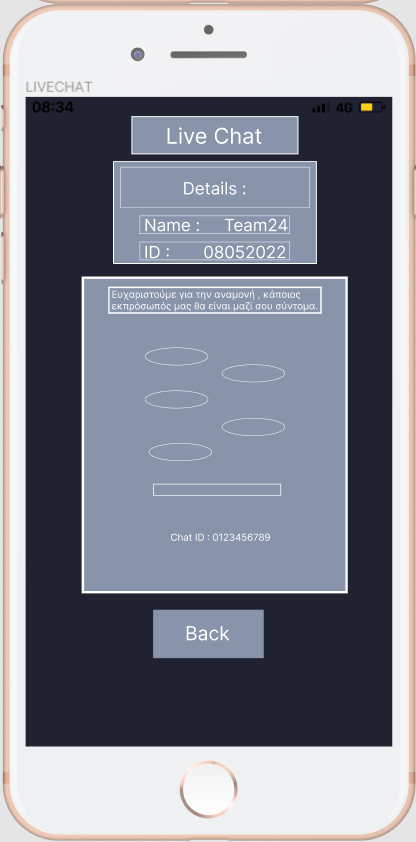 LIVECHAT
08:34 4G
Live Chat
Details :
Name : Team24
ID : 08052022
Ευχαριστούμε για την αναμονή , κάποιος
εκπρόσωπός μας θα είναι μαζί σου σύντομα.
Chat ID : 0123456789
Back